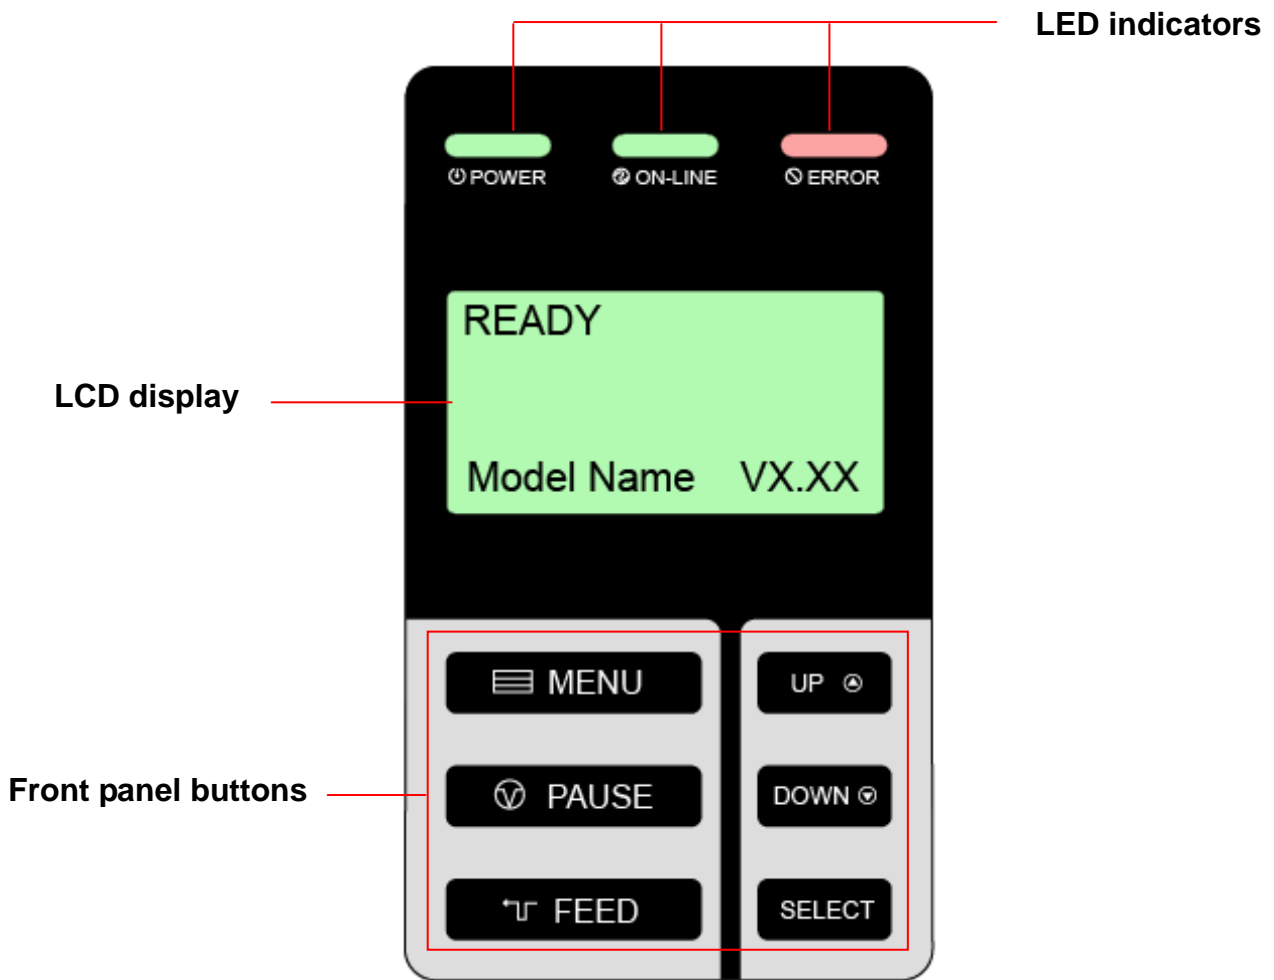 LED indicators
POWER
ON-LINE
ERROR
READY
LCD display
Model Name VX.XX
MENU
UP
Front panel buttons
PAUSE
DOWN
FEED
SELECT